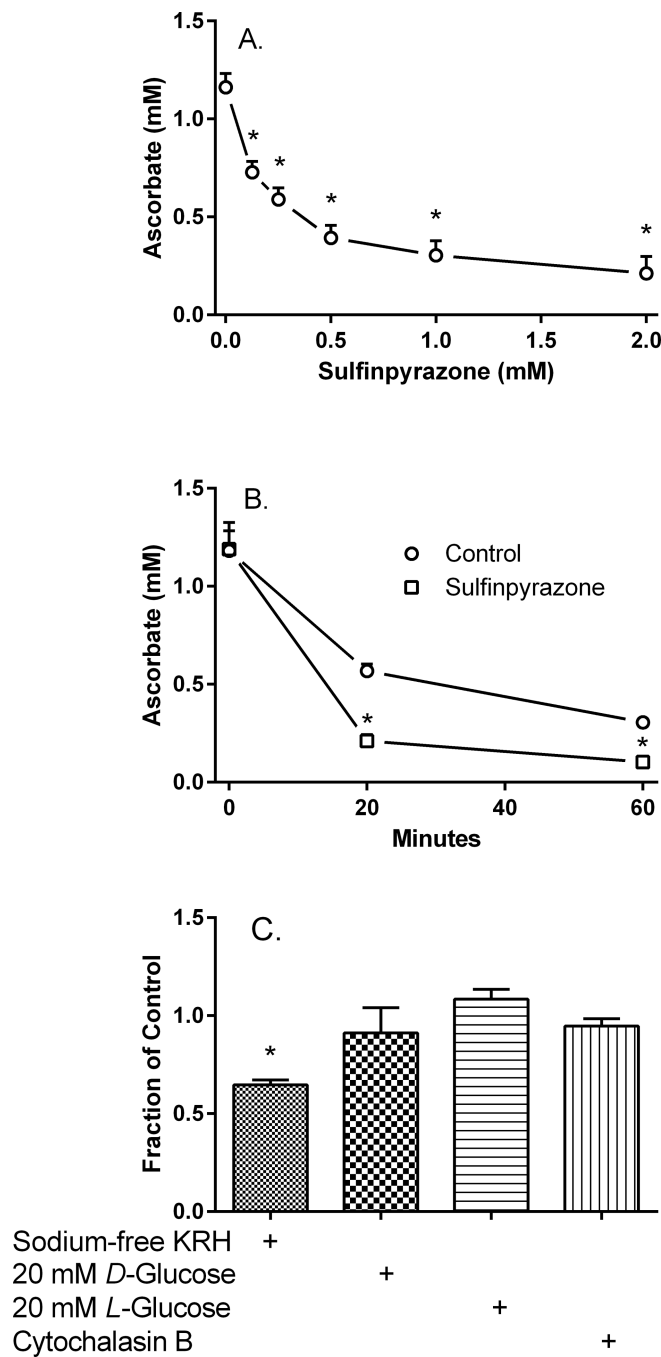 A.
1.5
1.0
0.5
0.0
Ascorbate (mM)
* * * * *
0.0 0.5 1.0 1.5 2.0
Sulfinpyrazone (mM)
B.
1.5
1.0
0.5
0.0
Ascorbate (mM)
Control
Sulfinpyrazone
* *
0 20 40 60
Minutes
C.
1.5
1.0
0.5
0.0
Fraction of Control
*
Sodium-free KRH +
20 mM D-Glucose +
20 mM L-Glucose +
Cytochalasin B +